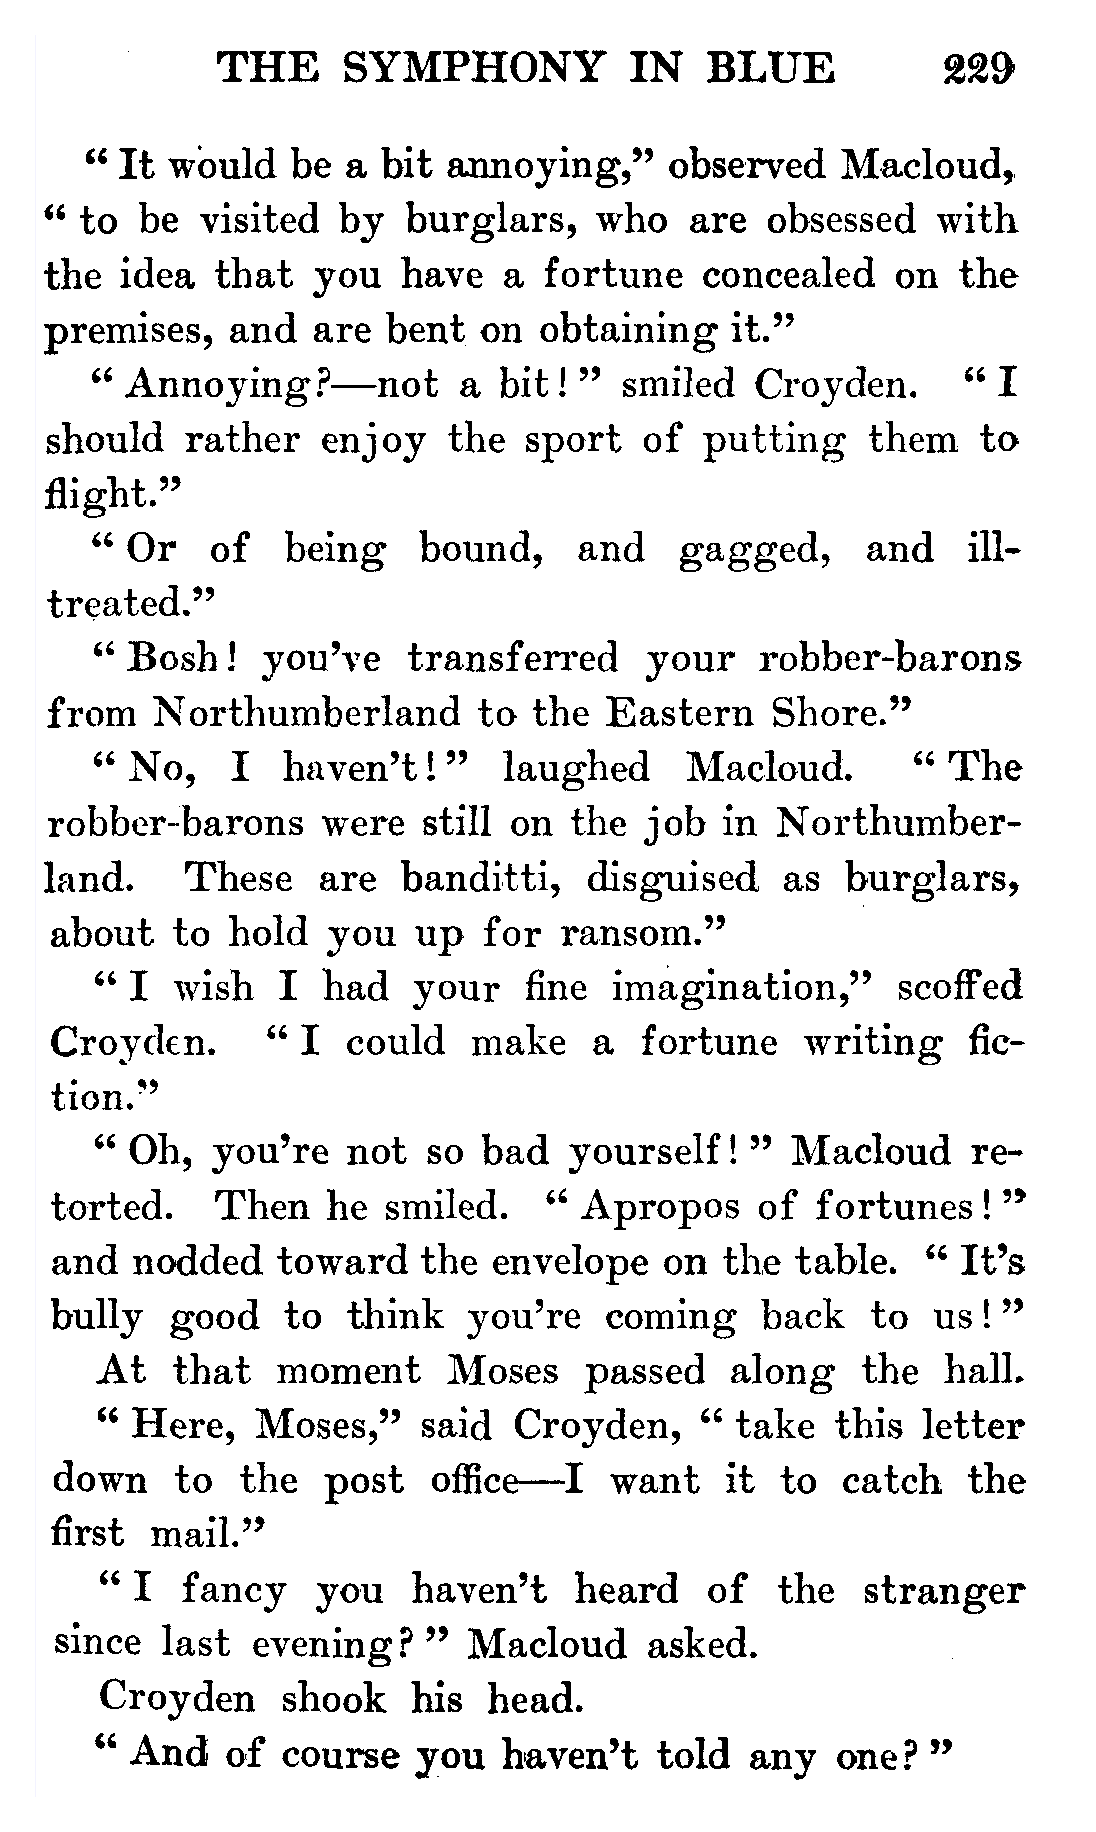 THE SYMPHONY IN BLUE 229
“ It would be a bit annoying,” observed Macloud,
“ to be visited by burglars, who are obsessed with
the idea that you have a fortune concealed on the
premises, and are bent on obtaining it.”
“ Annoying?—not a bit! ” smiled Croyden. “ I
should rather enjoy the sport of putting them to
flight.”
“ Or of being bound, and gagged, and ill-
treated.”
“ Bosh! you’ve transferred your robber-barons
from Northumberland to the Eastern Shore.”
“ No, I haven’t! ” laughed Macloud. “ The
robber-barons were still on the job in Northumber-
land. These are banditti, disguised as burglars,
about to hold you up for ransom.”
“ I wish I had your fine imagination,” scoffed
Croyden. “ I could make a fortune writing fic-
tion.”
“ Oh, you’re not so bad yourself! ” Macloud re-
torted. Then he smiled. “ Apropos of fortunes! ”
and nodded toward the envelope on the table. “ It’s
bully good to think you’re coming back to us! ”
At that moment Moses passed along the hall.
“ Here, Moses,” said Croyden, “ take this letter
down to the post office—I want it to catch the
first mail.”
“ I fancy you haven’t heard of the stranger
since last evening? ” Macloud asked.
Croyden shook his head.
“ And of course you haven’t told any one? ”